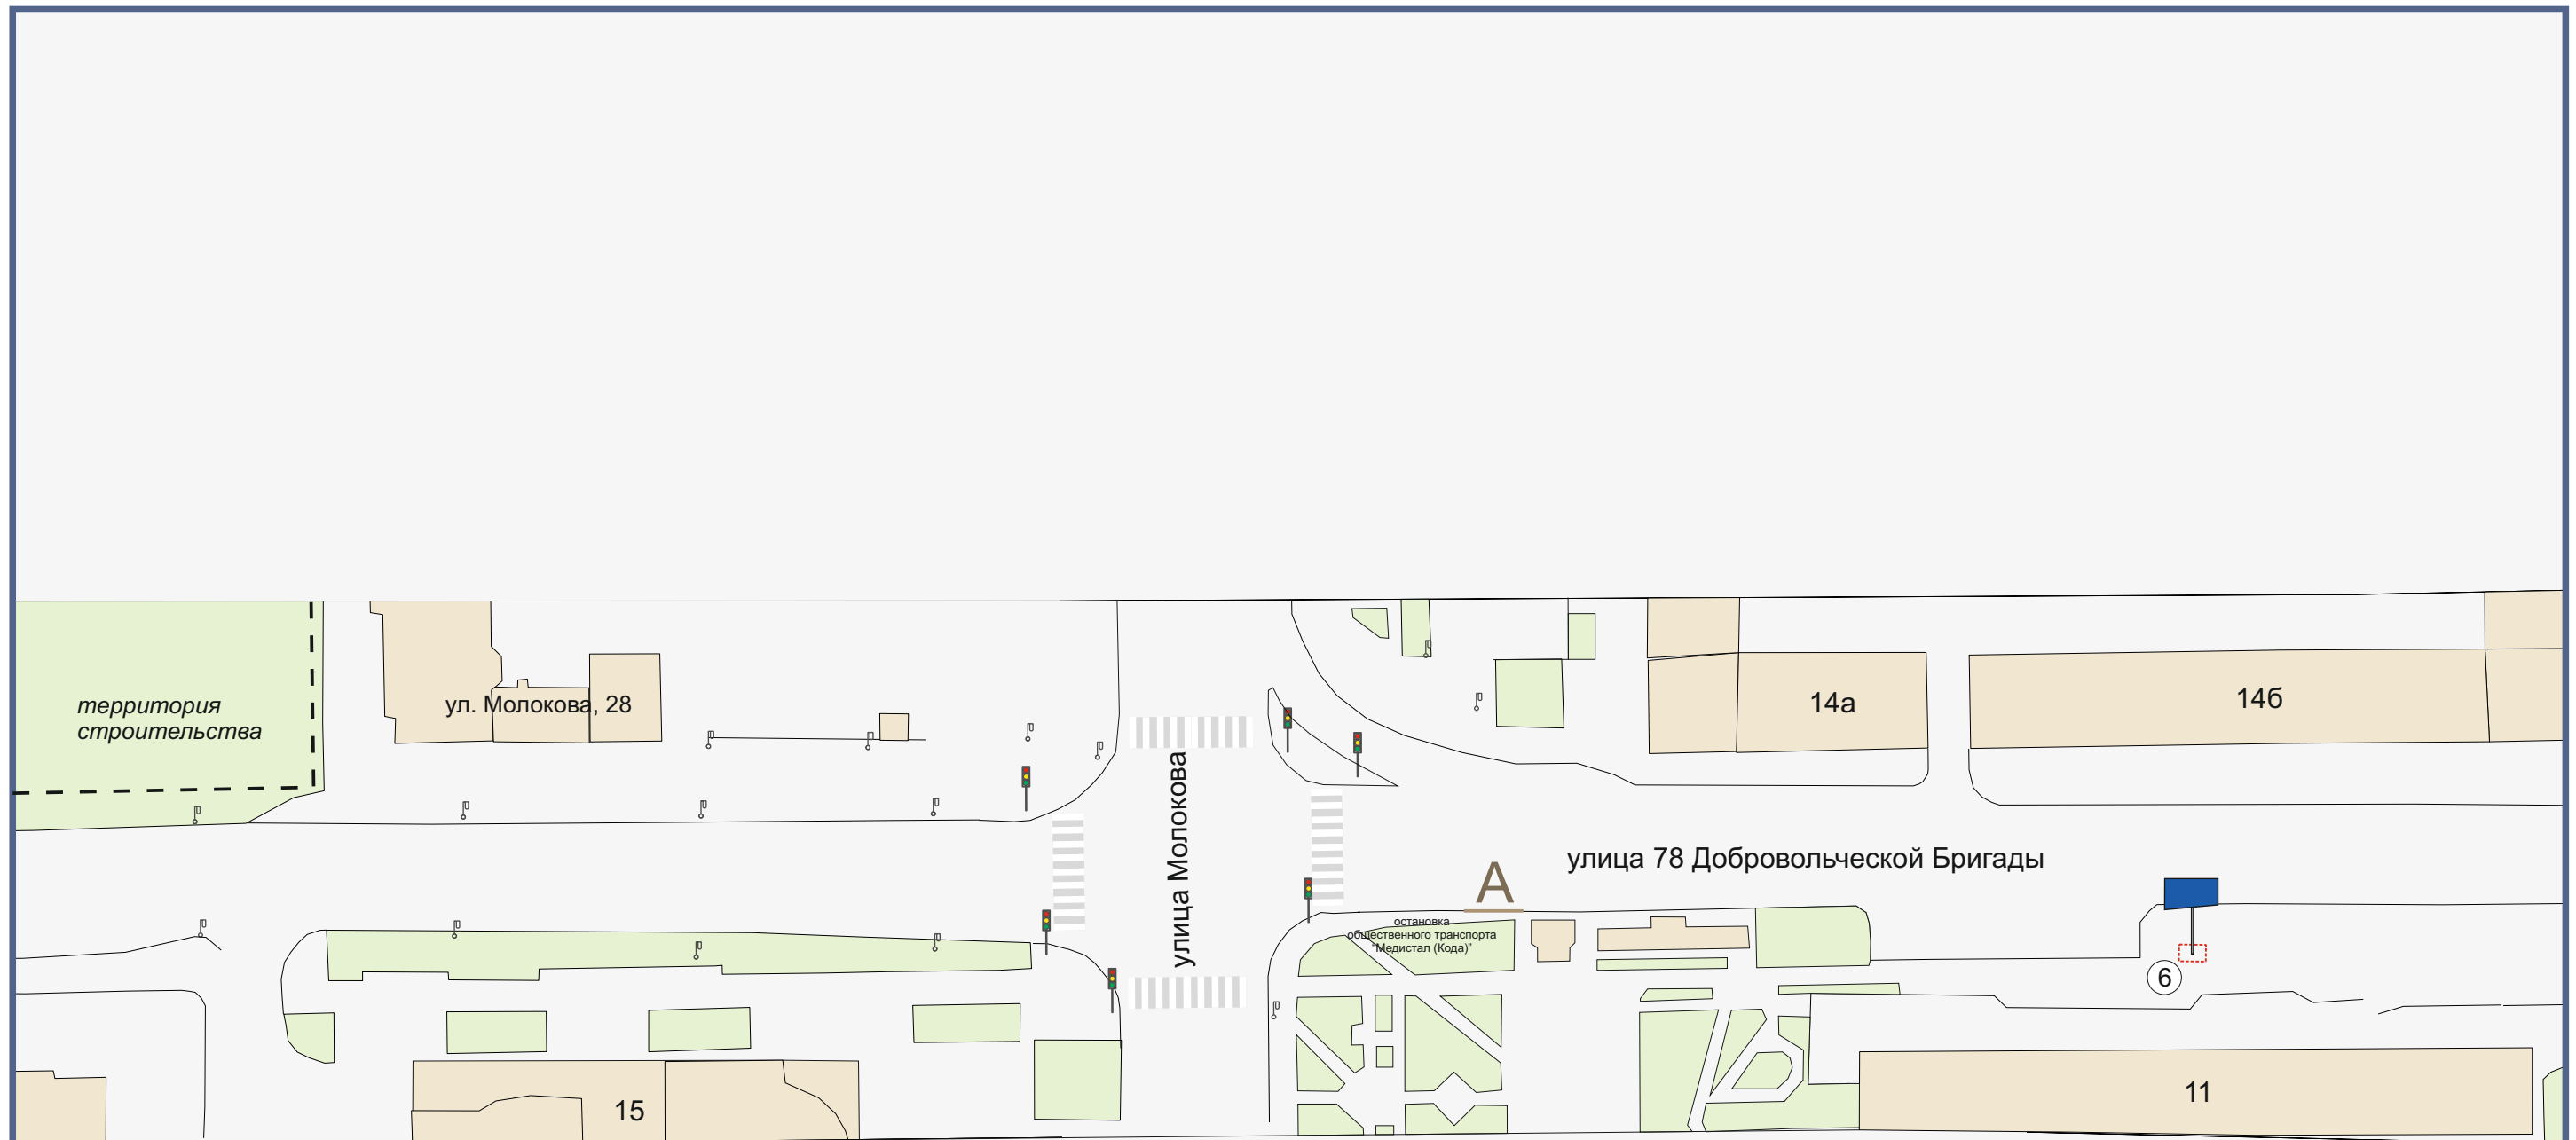 территория
строительства
ул. Молокова, 28
14а
14б
улица Молокова
улица 78 Добровольческой Бригады
А
остановка
общественного транспорта
"Медистал (Кода)"
6
15
11